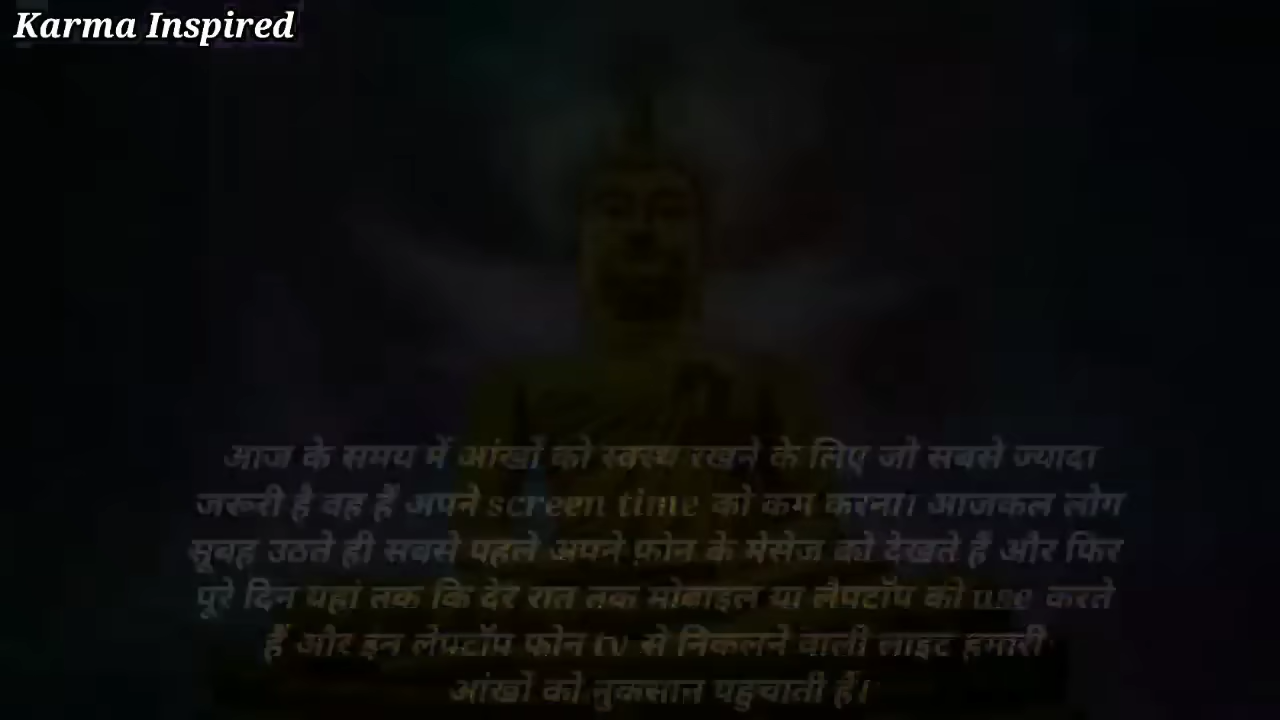 Karma Inspired
आज के समय में आंखों को स्वस्थ रखने के लिए जो सबसे ज्यादा
जरूरी है वह हैं अपने screen time को कम करना। आजकल लोग
सूबह उठते ही सबसे पहले अपने फ़ोन के मेसेज को देखते हैं और फिर
पूरे दिन यहां तक कि देर रात तक मोबाइल या लैपटॉप को use करते
हैं और इन लेपटॉप फोन tv से निकलने वाली लाइट हमारी
आंखों को नुकसान पहुचाती हैं।